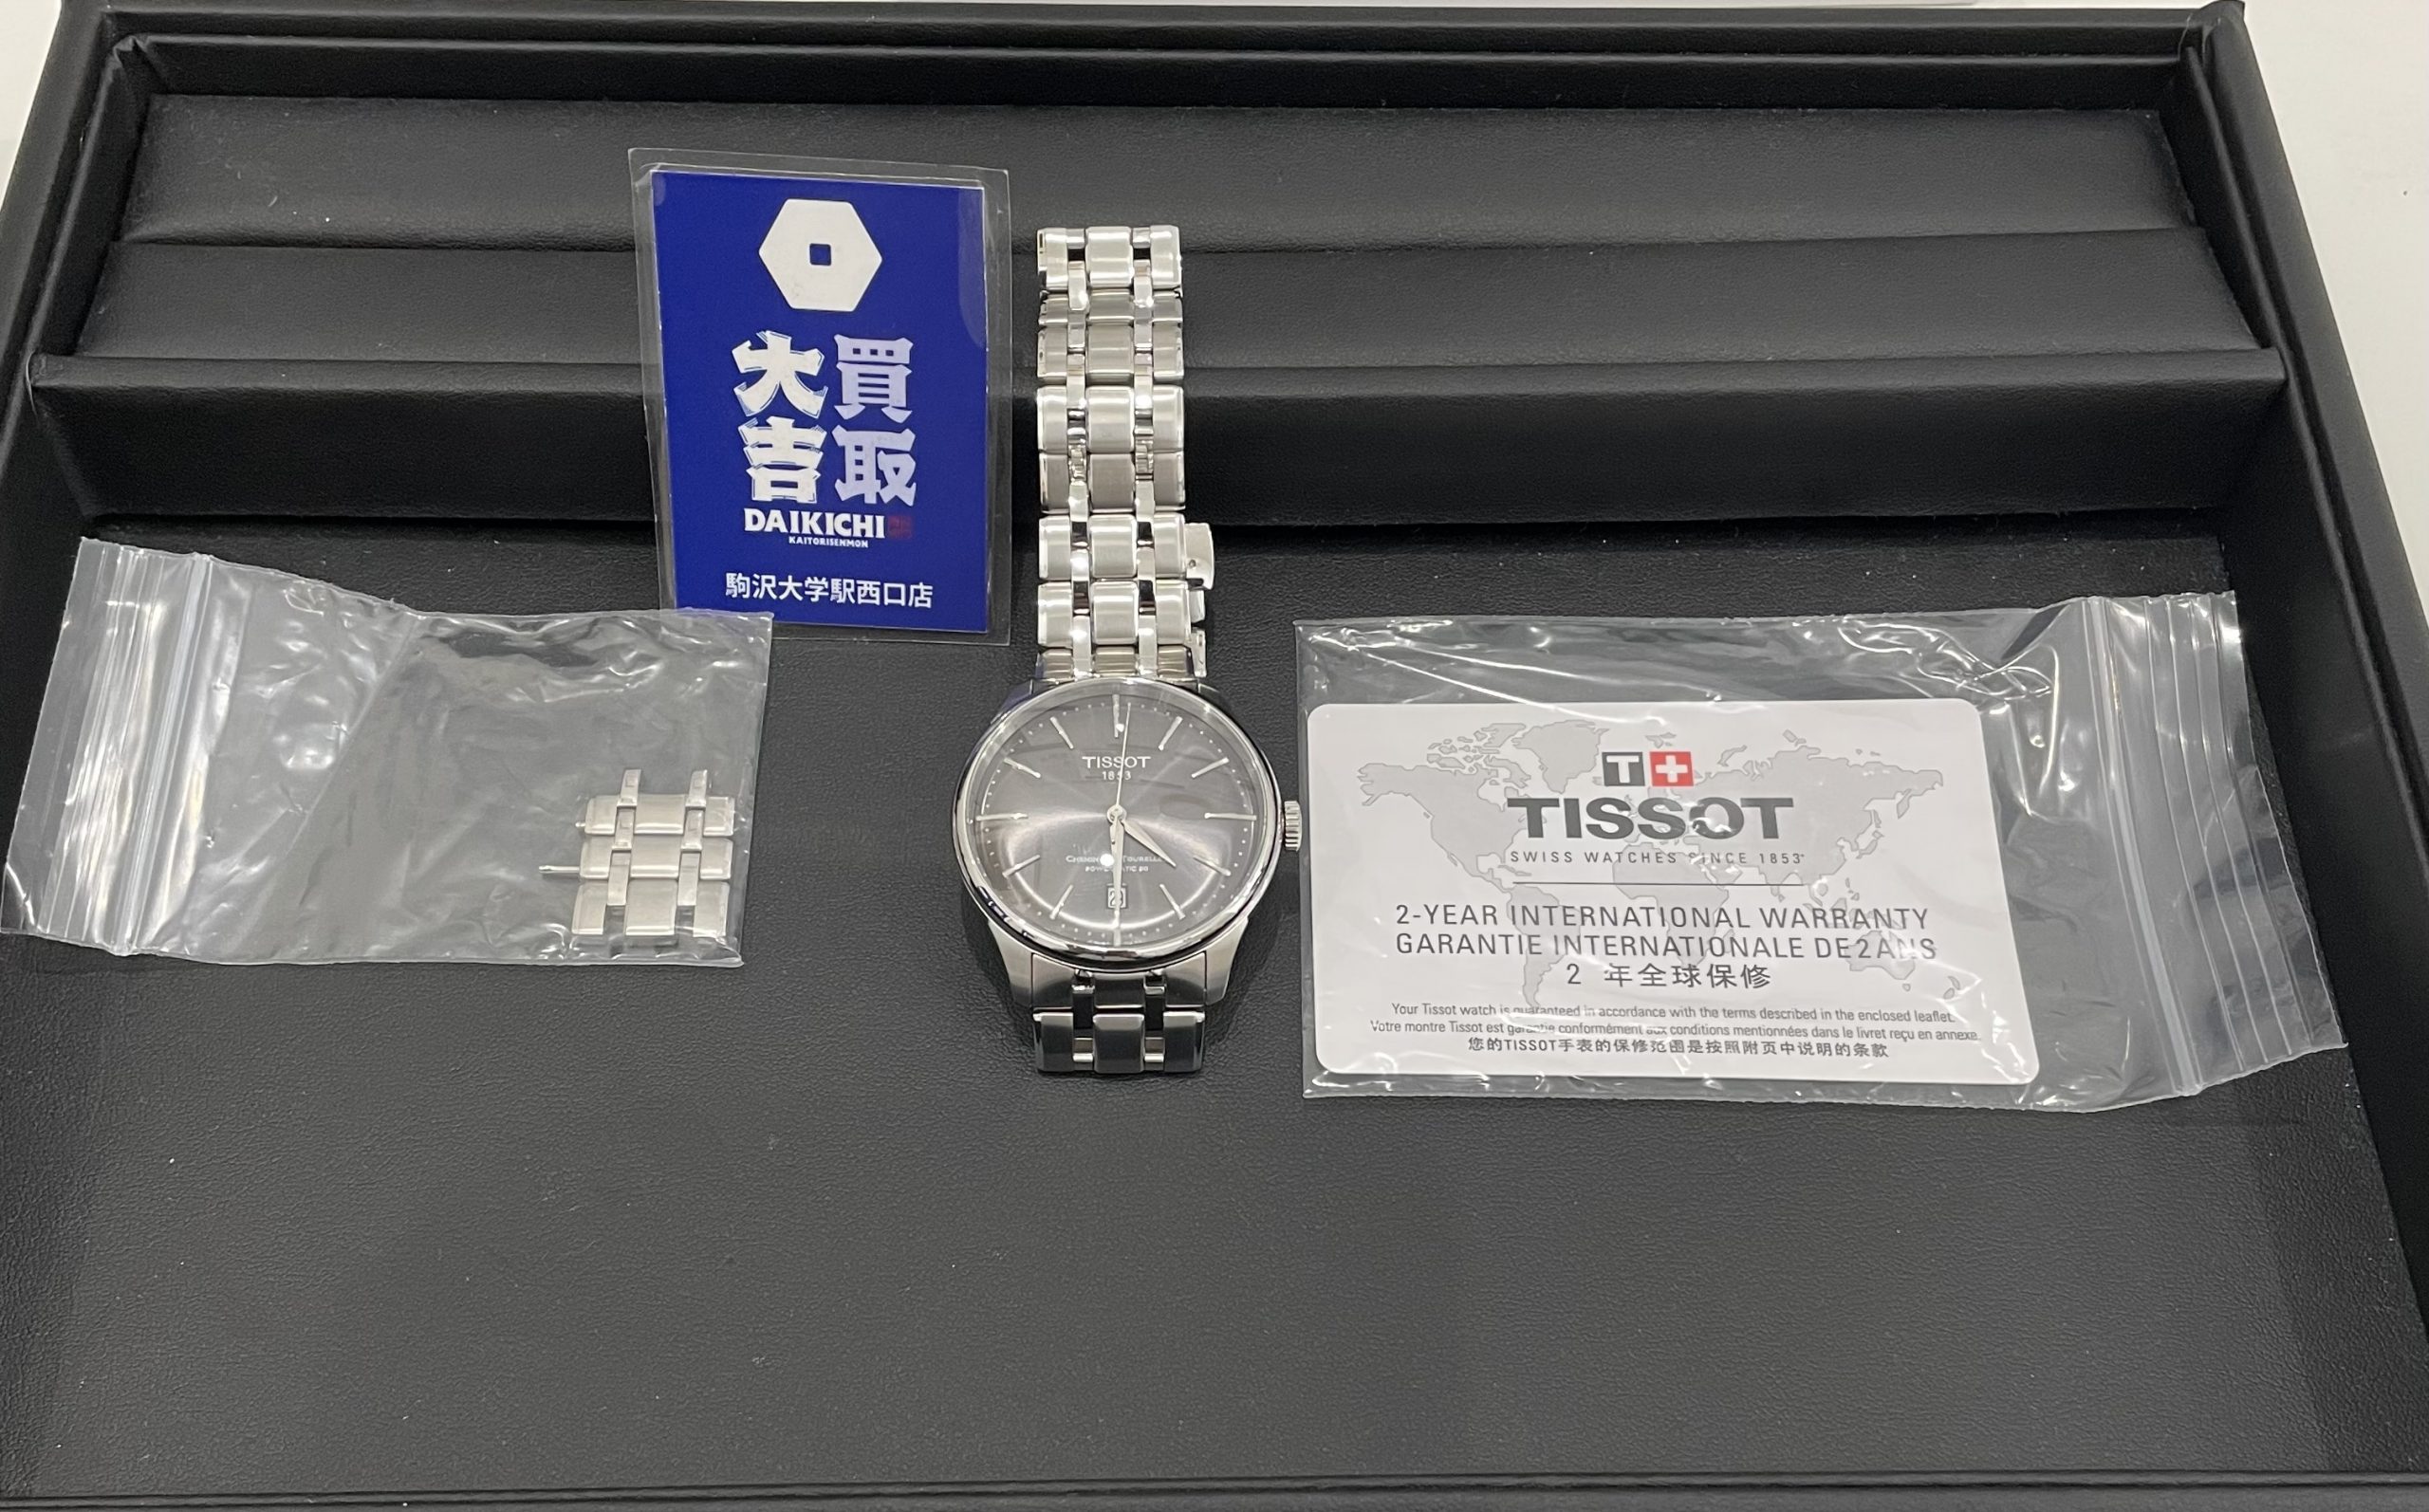 買取
大吉
DAIKICHI
KAITORISENMON
駒沢大学駅西口店
TISSOT
1853
POWERMATIC 80
T+
TISSOT
SWISS WATCHES SINCE 1853
2-YEAR INTERNATIONAL WARRANTY
GARANTIE INTERNATIONALE DE 2 ANS
2 年全球保修
Your Tissot watch is guaranteed in accordance with the terms described in the enclosed leaflet.
Votre montre Tissot est garantie conformément aux conditions mentionnées dans le livret reçu en annexe.
您的TISSOT手表的保修范围是按照附页中说明的条款